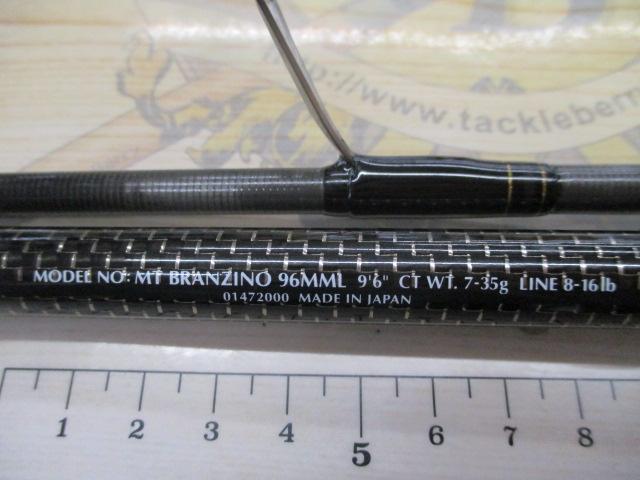 http://www.tackleber
MODEL NO: MT BRANZINO 96MML 9'6" CT WT. 7-35g LINE 8-16lb
01472000 MADE IN JAPAN
1 2 3 4 5 6 7 8